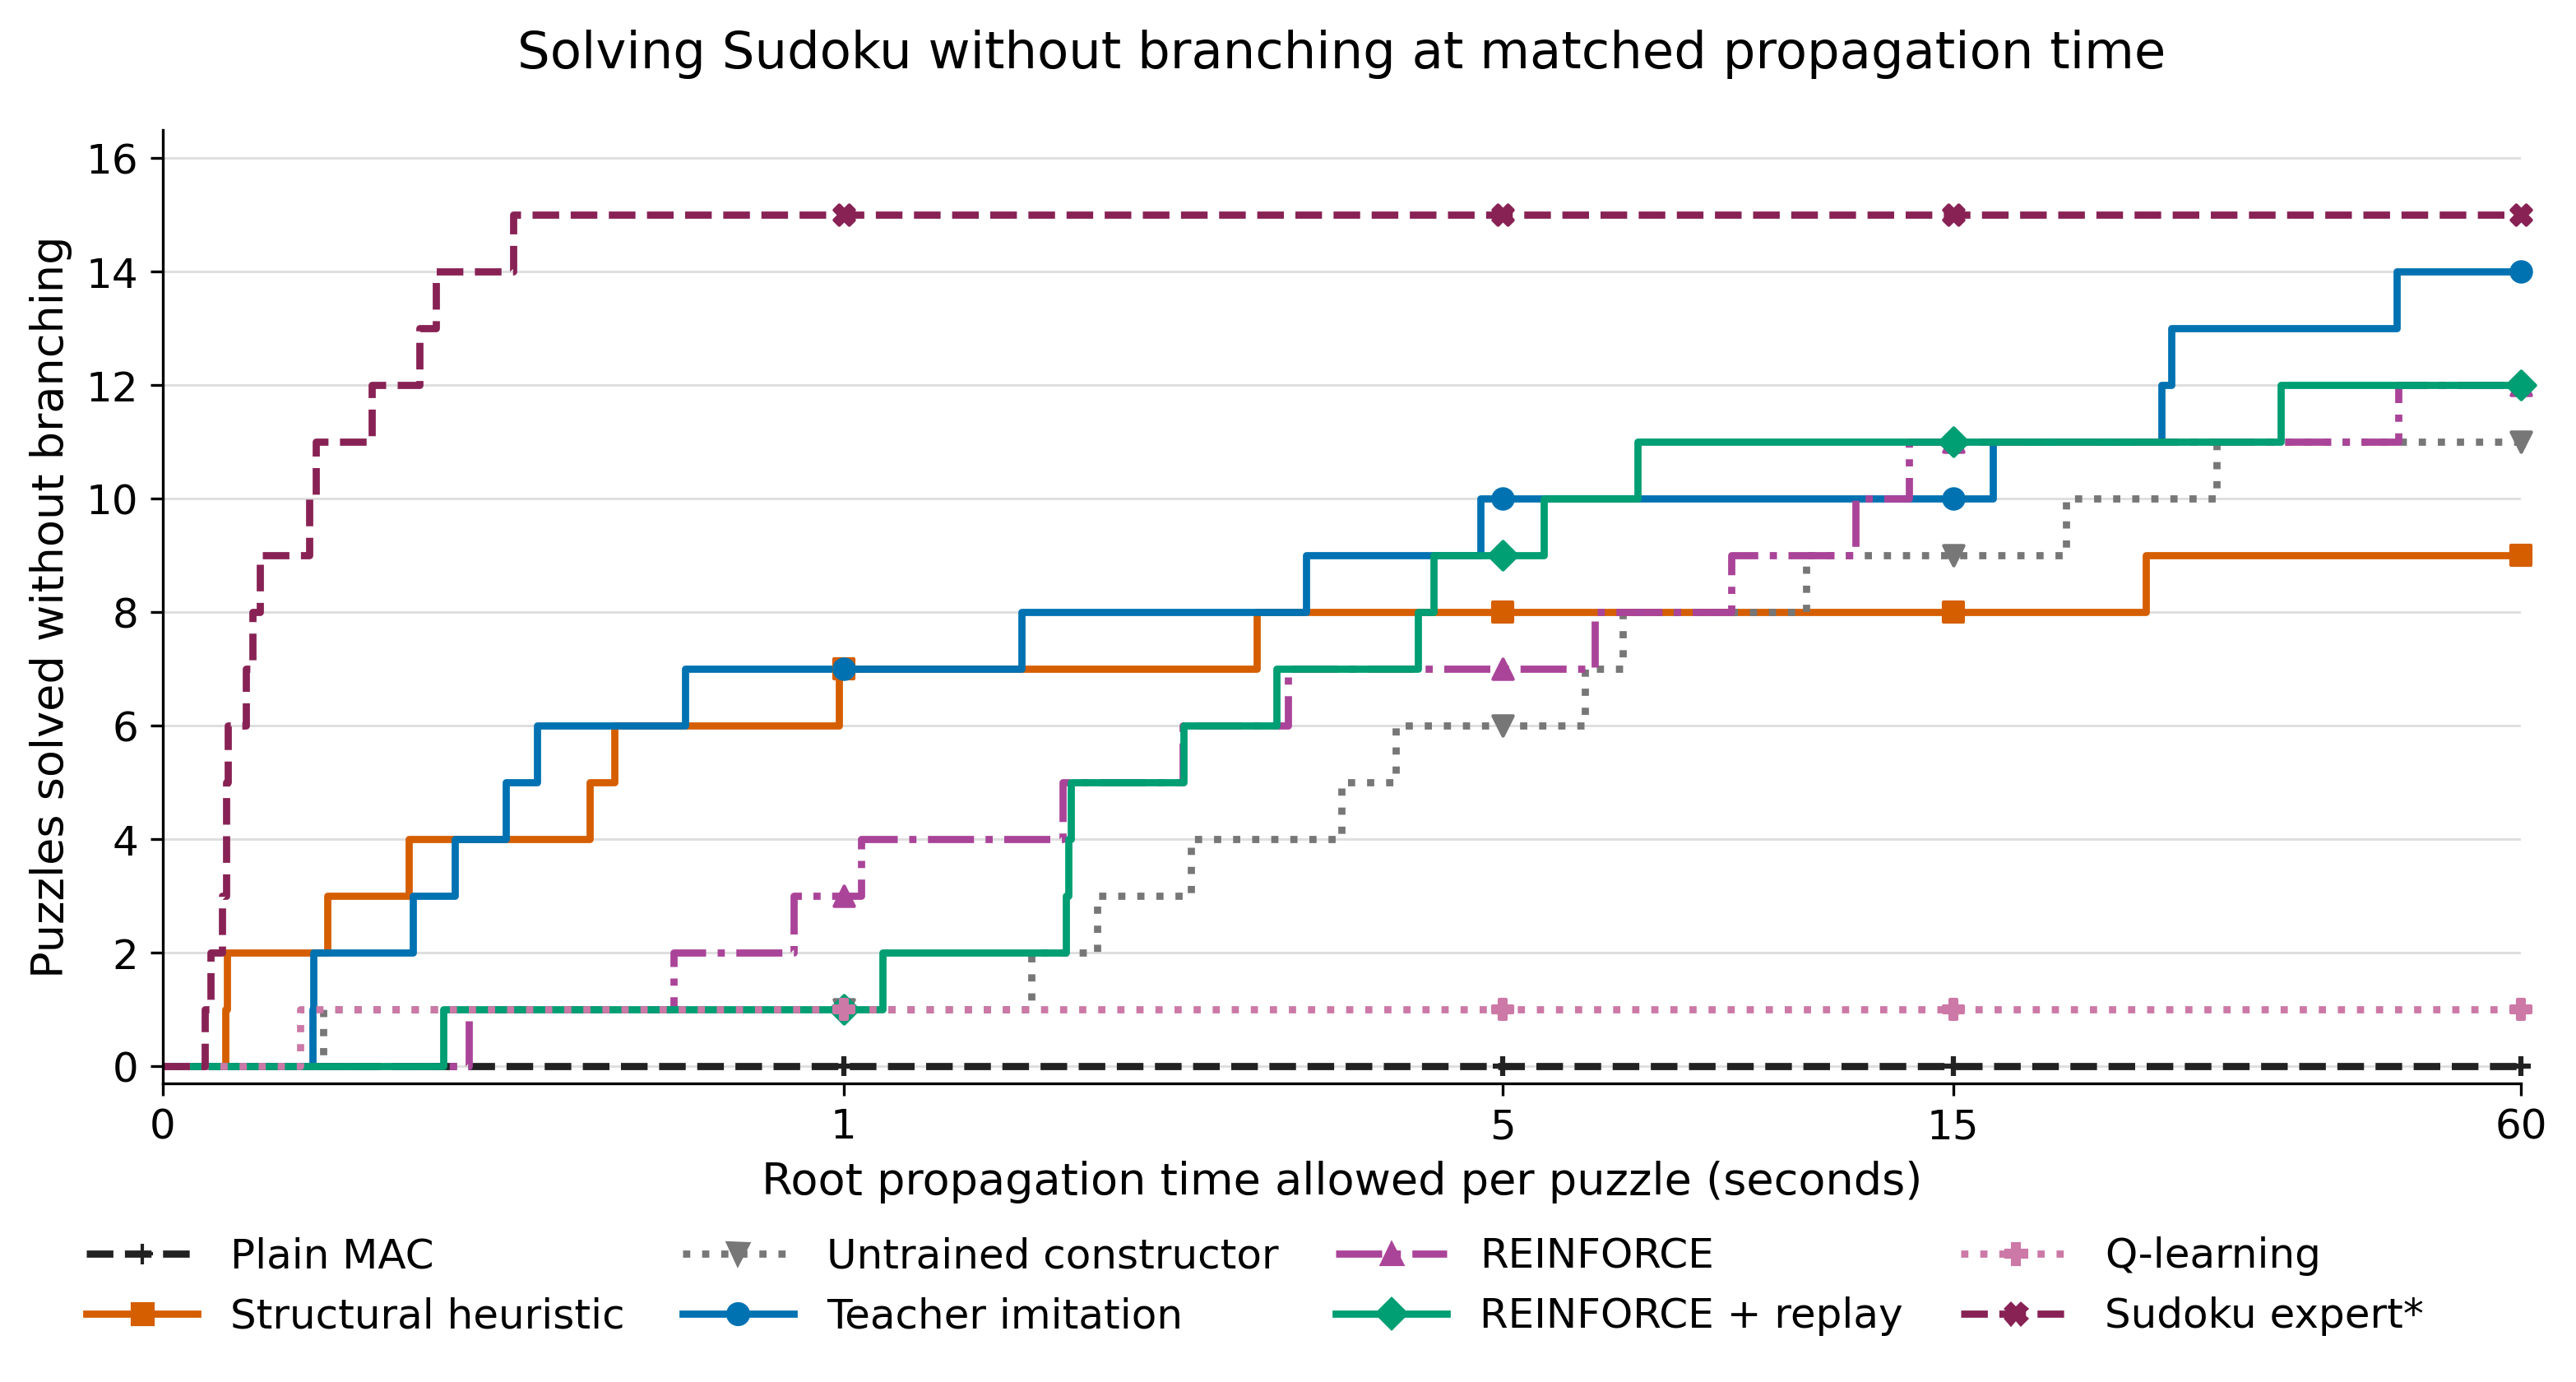 Solving Sudoku without branching at matched propagation time
Puzzles solved without branching
16
14
12
10
8
6
4
2
0
0 1 5 15 60
Root propagation time allowed per puzzle (seconds)
Plain MAC Untrained constructor REINFORCE Q-learning
Structural heuristic Teacher imitation REINFORCE + replay Sudoku expert*